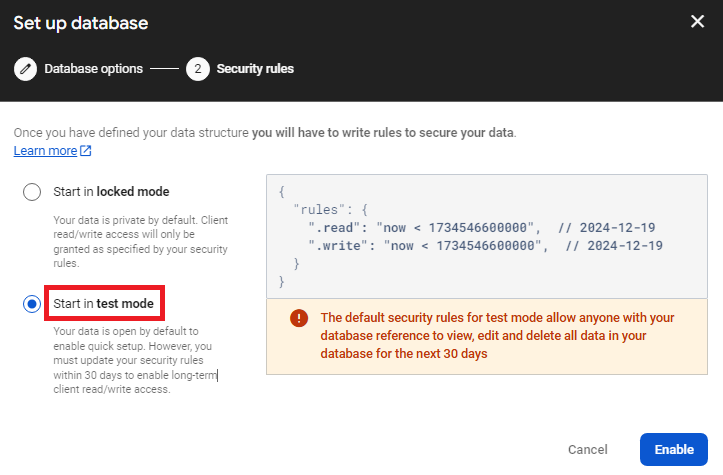 Set up database
Database options
2 Security rules
Once you have defined your data structure you will have to write rules to secure your data.
Learn more
Start in locked mode
Your data is private by default. Client
read/write access will only be
granted as specified by your security
rules.
Start in test mode
Your data is open by default to
enable quick setup. However, you
must update your security rules
within 30 days to enable long-term
client read/write access.
{
"rules": {
".read": "now < 1734546600000", // 2024-12-19
".write": "now < 1734546600000", // 2024-12-19
}
}
The default security rules for test mode allow anyone with your
database reference to view, edit and delete all data in your
database for the next 30 days
Cancel
Enable